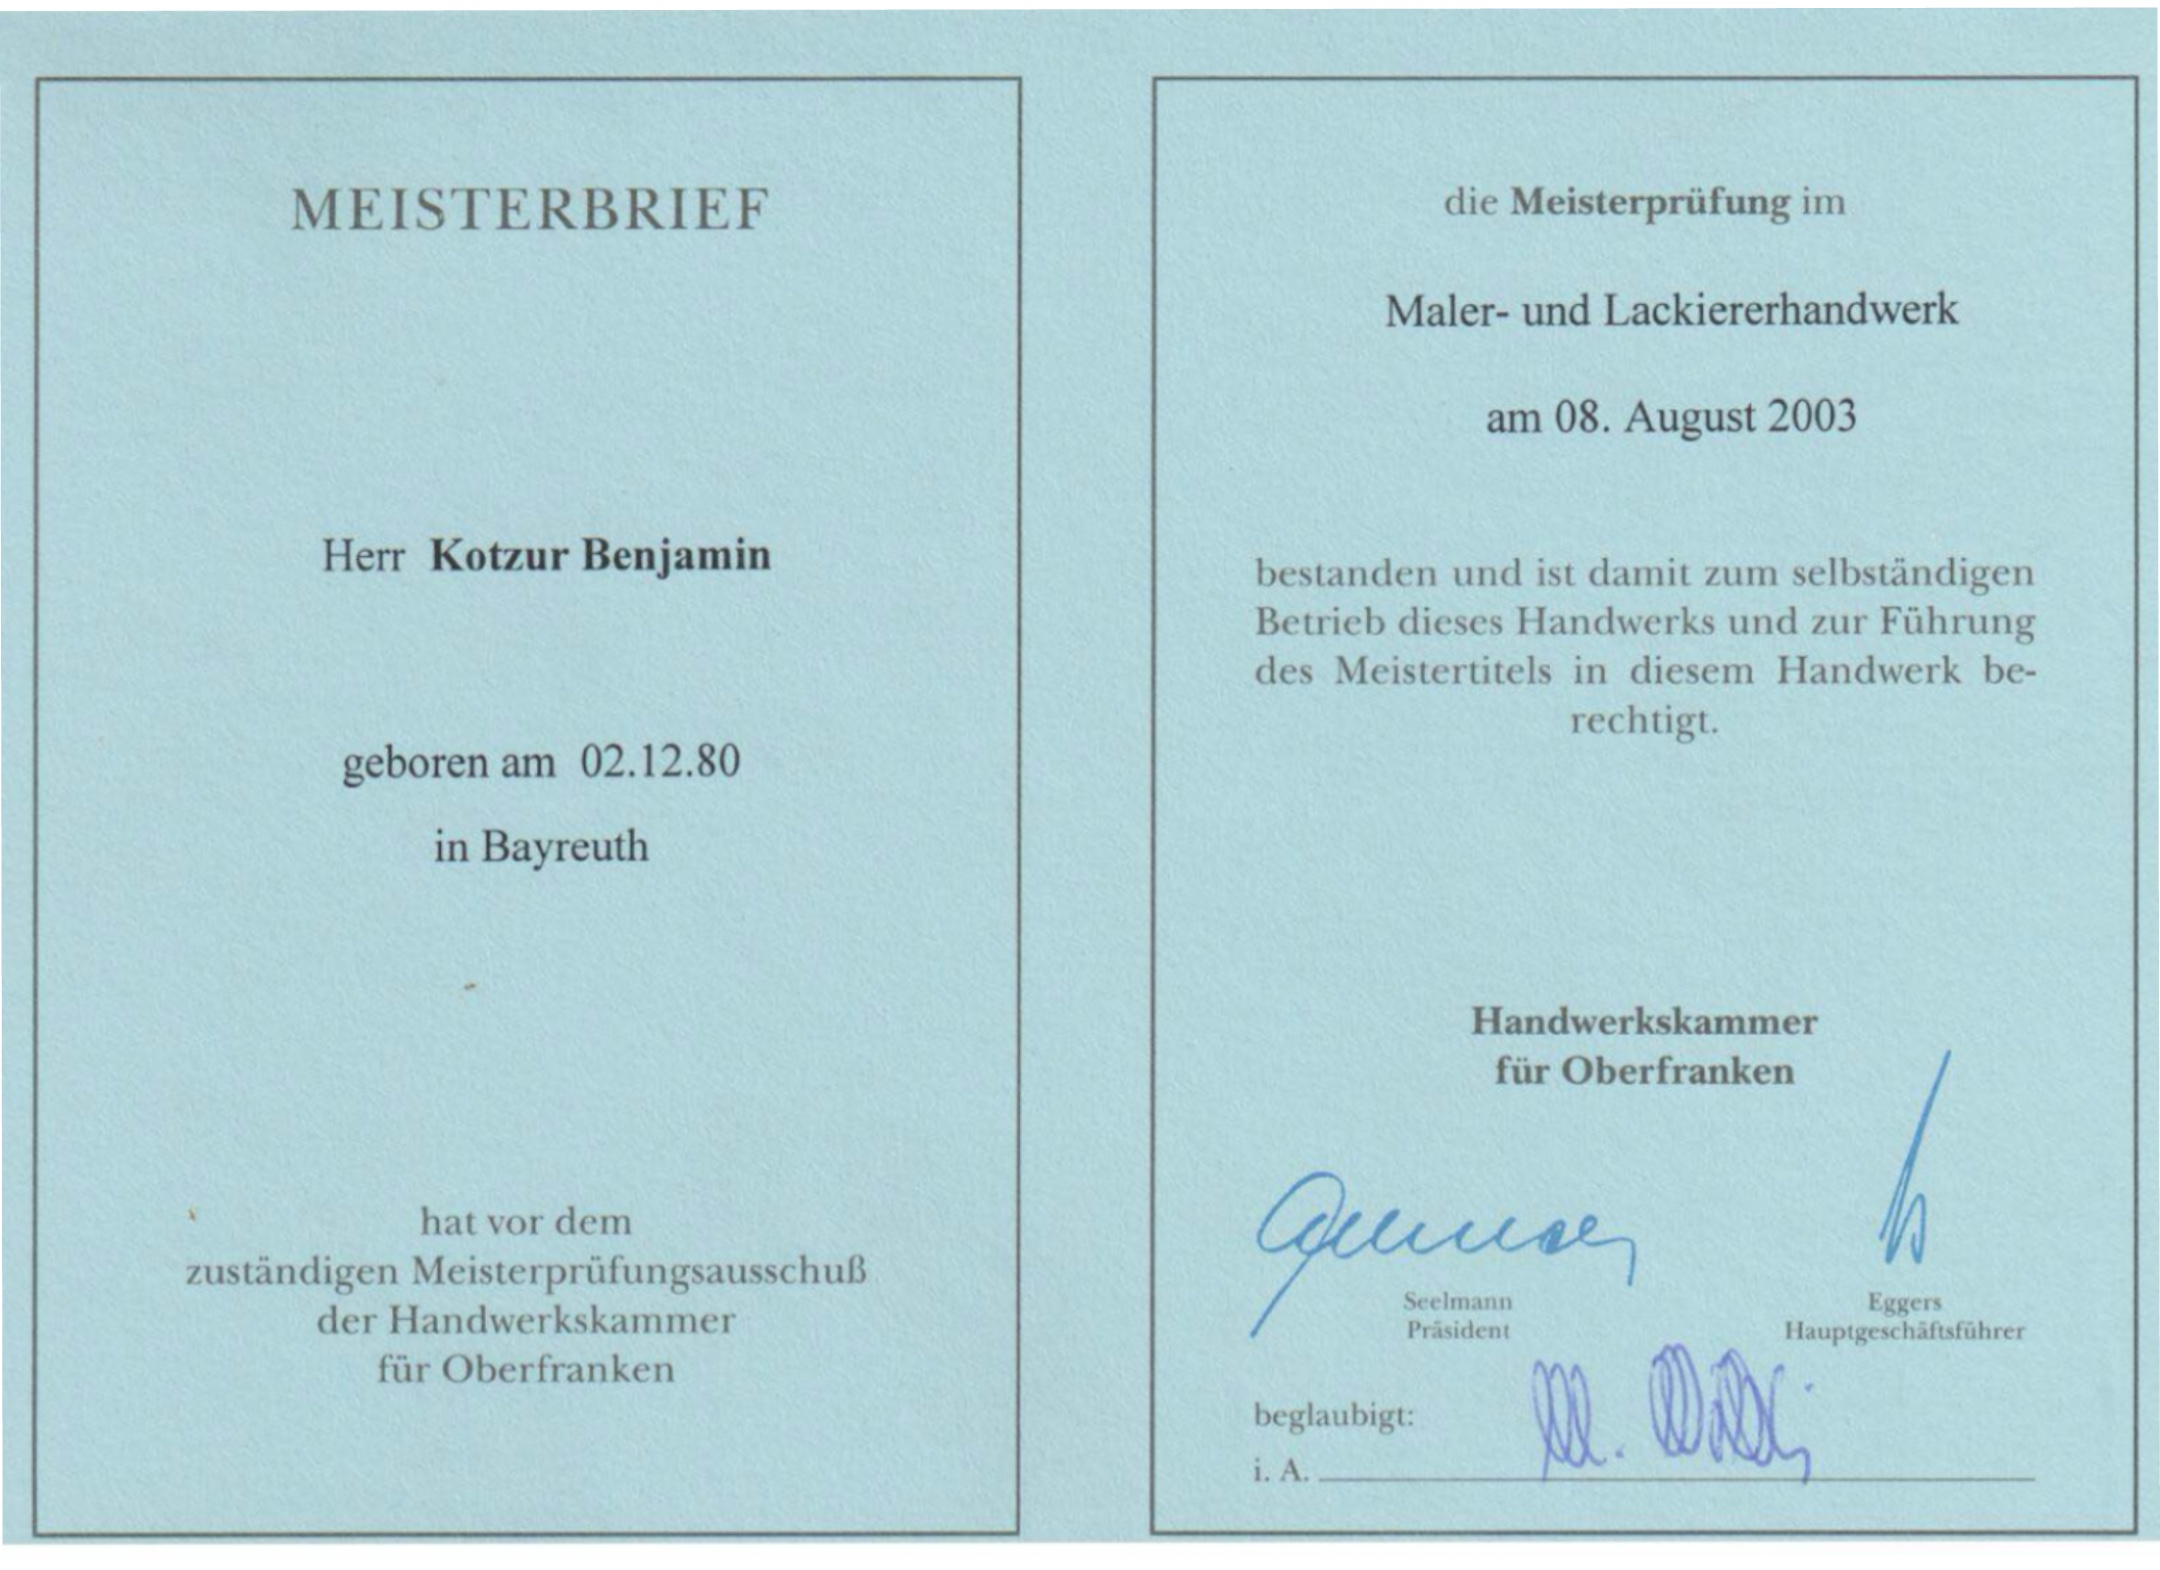 MEISTERBRIEF
Herr Kotzur Benjamin
geboren am 02.12.80
in Bayreuth
hat vor dem
zuständigen Meisterprüfungsausschuß
der Handwerkskammer
für Oberfranken
die Meisterprüfung im
Maler- und Lackiererhandwerk
am 08. August 2003
bestanden und ist damit zum selbständigen
Betrieb dieses Handwerks und zur Führung
des Meistertitels in diesem Handwerk be-
rechtigt.
Handwerkskammer
für Oberfranken
Seelmann
Präsident
Eggers
Hauptgeschäftsführer
beglaubigt:
i. A.